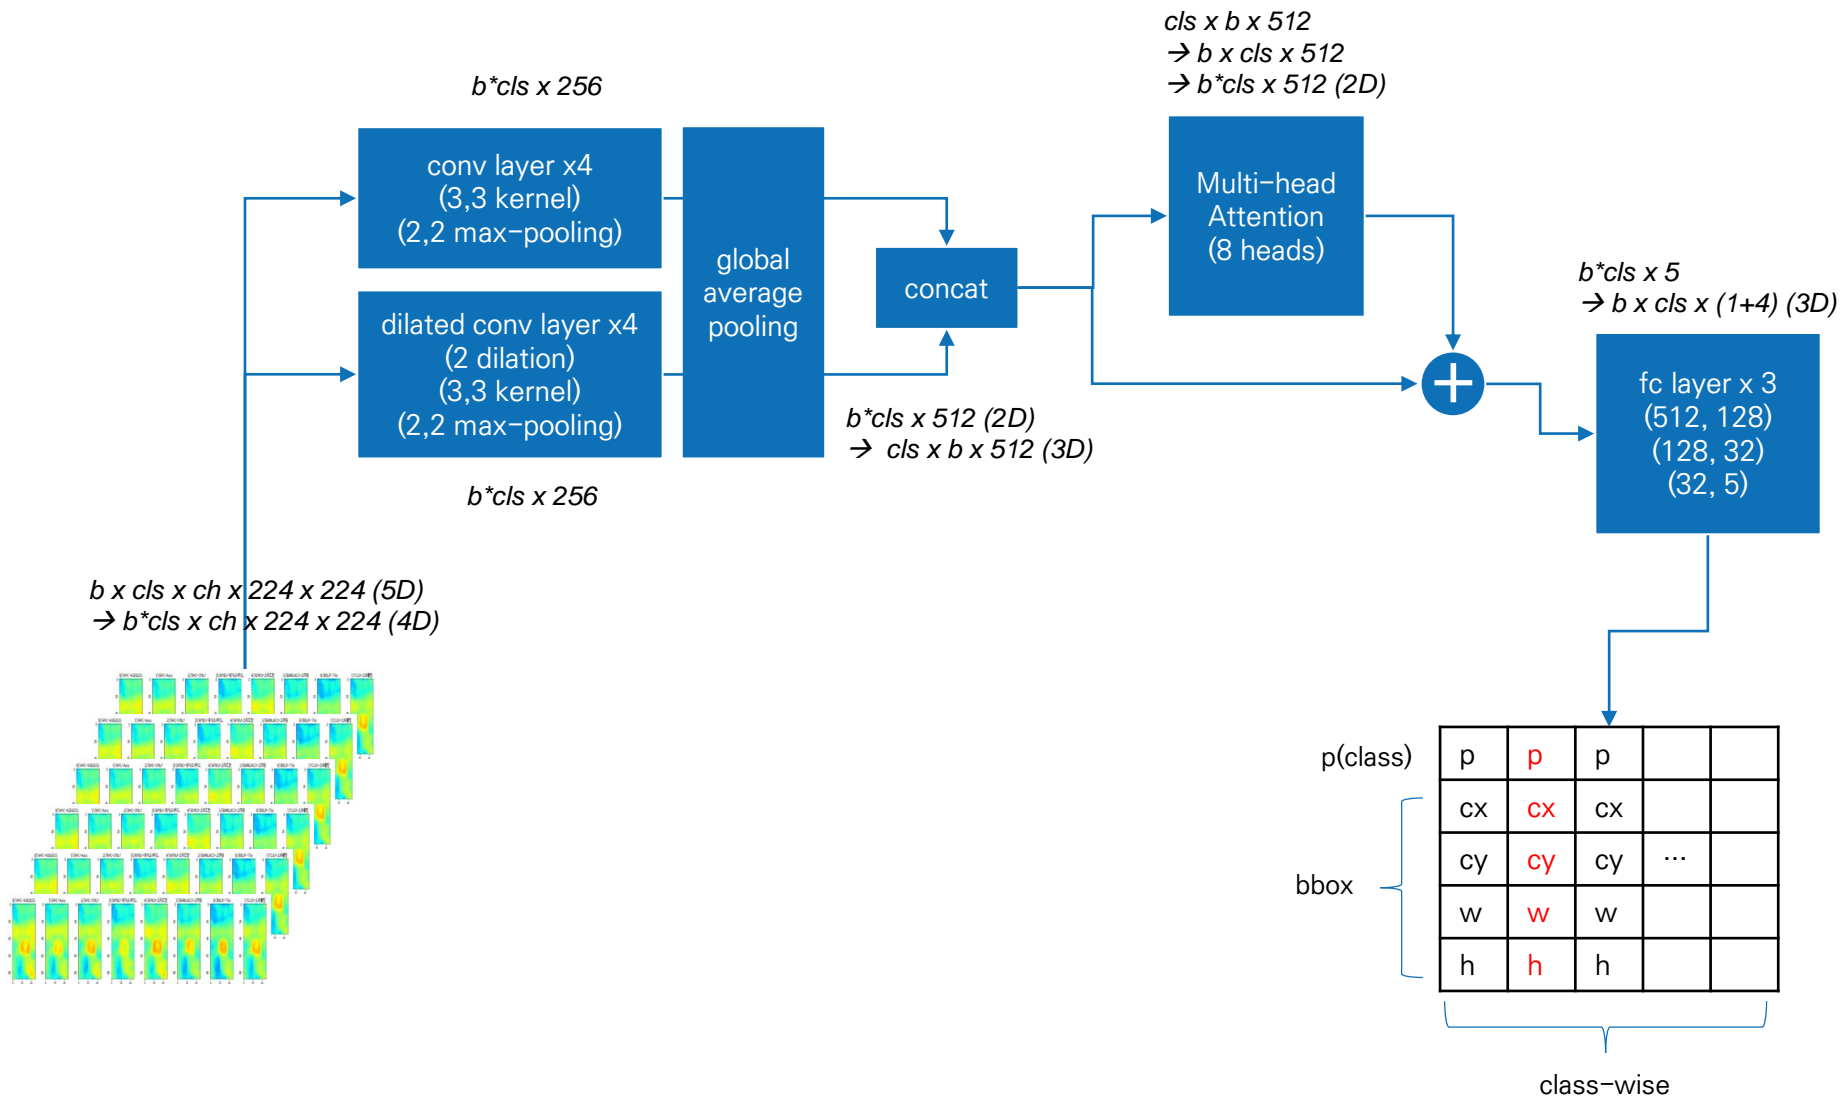 cls x b x 512
→ b x cls x 512
→ b*cls x 512 (2D)
b*cls x 256
conv layer x4
(3,3 kernel)
(2,2 max-pooling)
dilated conv layer x4
(2 dilation)
(3,3 kernel)
(2,2 max-pooling)
b*cls x 256
global
average
pooling
concat
b*cls x 512 (2D)
→ cls x b x 512 (3D)
Multi-head
Attention
(8 heads)
b*cls x 5
→ b x cls x (1+4) (3D)
fc layer x 3
(512, 128)
(128, 32)
(32, 5)
b x cls x ch x 224 x 224 (5D)
→ b*cls x ch x 224 x 224 (4D)
p(class) p p p
cx cx cx
cy cy cy ...
bbox
w w w
h h h
class-wise